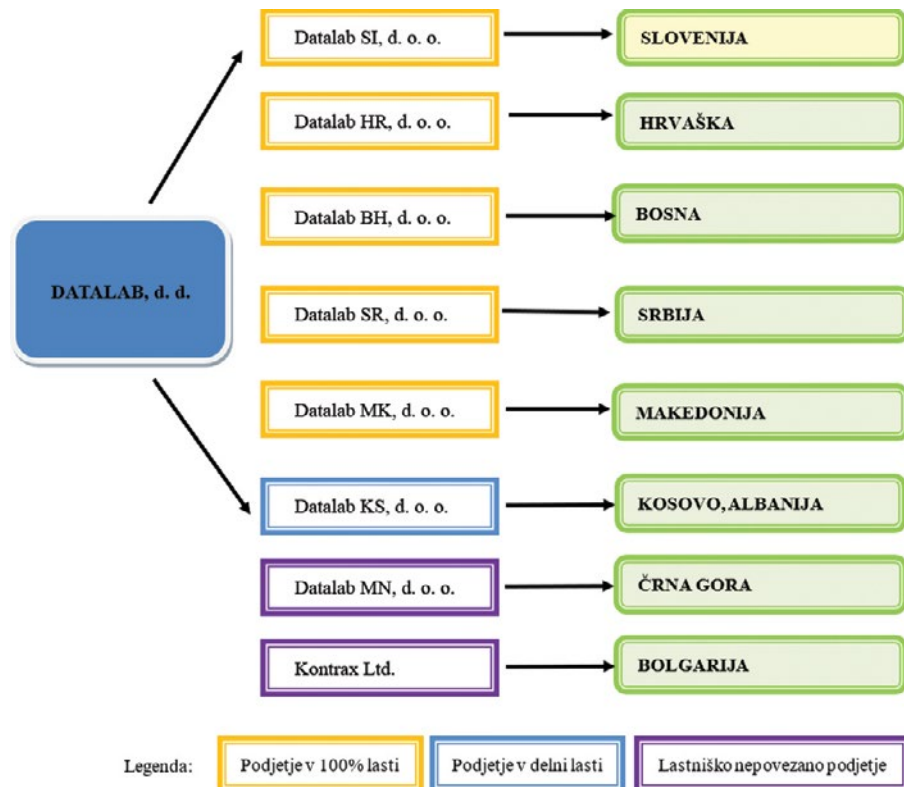 Datalab SI, d. o. o.
SLOVENIJA
Datalab HR, d. o. o.
HRVAŠKA
Datalab BH, d. o. o.
BOSNA
DATALAB, d. d.
Datalab SR, d. o. o.
SRBIJA
Datalab MK, d. o. o.
MAKEDONIJA
Datalab KS, d. o. o.
KOSOVO, ALBANIJA
Datalab MN, d. o. o.
ČRNA GORA
Kontrax Ltd.
BOLGARIJA
Legenda:
Podjetje v 100% lasti
Podjetje v delni lasti
Lastniško nepovezano podjetje